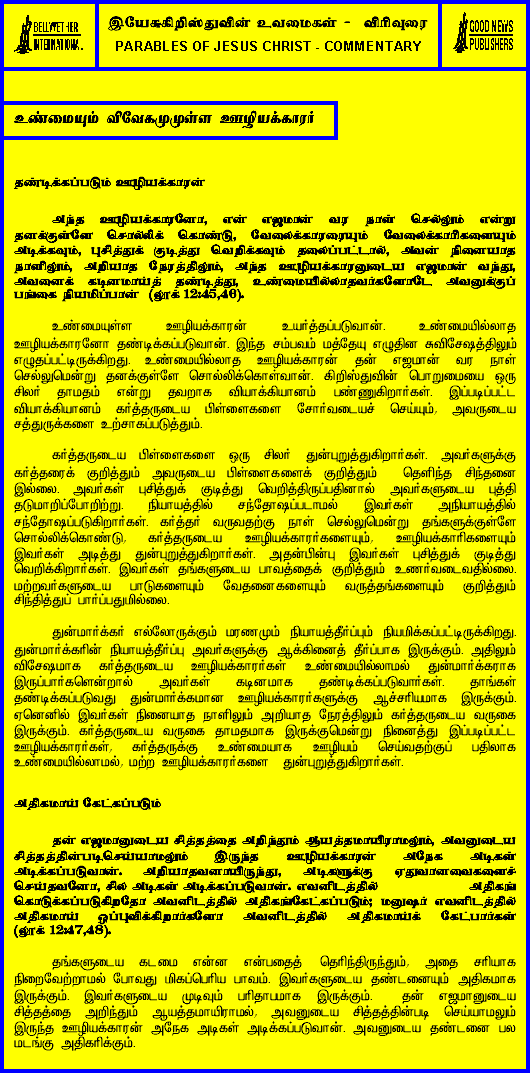 BELLWETHER
INTERNATIONAL
இயேசுகிறிஸ்துவின் உவமைகள் - விரிவுரை
PARABLES OF JESUS CHRIST - COMMENTARY
GOOD NEWS
PUBLISHERS
உண்மையும் விவேகமுமுள்ள ஊழியக்காரர்
தண்டிக்கப்படும் ஊழியக்காரன்
அந்த ஊழியக்காரனோ, என் எஜமான் வர நாள் செல்லும் என்று
தனக்குள்ளே சொல்லிக் கொண்டு, வேலைக்காரரையும் வேலைக்காரிகளையும்
அடிக்கவும், புசித்துக் குடித்து வெறிக்கவும் தலைப்பட்டால், அவன் நினையாத
நாளிலும், அறியாத நேரத்திலும், அந்த ஊழியக்காரனுடைய எஜமான் வந்து,
அவனைக் கடினமாய்த் தண்டித்து, உண்மையில்லாதவர்களோடே அவனுக்குப்
பங்கை நியமிப்பான் (லூக் 12:45,46).
உண்மையுள்ள ஊழியக்காரன் உயர்த்தப்படுவான். உண்மையில்லாத
ஊழியக்காரனோ தண்டிக்கப்படுவான். இந்த சம்பவம் மத்தேயு எழுதின சுவிசேஷத்திலும்
எழுதப்பட்டிருக்கிறது. உண்மையில்லாத ஊழியக்காரன் தன் எஜமான் வர நாள்
செல்லுமென்று தனக்குள்ளே சொல்லிக்கொள்வான். கிறிஸ்துவின் பொறுமையை ஒரு
சிலர் தாமதம் என்று தவறாக வியாக்கியானம் பண்ணுகிறார்கள். இப்படிப்பட்ட
வியாக்கியானம் கர்த்தருடைய பிள்ளைகளை சோர்வடையச் செய்யும், அவருடைய
சத்துருக்களை உற்சாகப்படுத்தும்.
கர்த்தருடைய பிள்ளைகளை ஒரு சிலர் துன்புறுத்துகிறார்கள். அவர்களுக்கு
கர்த்தரைக் குறித்தும் அவருடைய பிள்ளைகளைக் குறித்தும் தெளிந்த சிந்தனை
இல்லை. அவர்கள் புசித்துக் குடித்து வெறித்திருப்பதினால் அவர்களுடைய புத்தி
தடுமாறிப்போறிற்று. நியாயத்தில் சந்தோஷப்படாமல் இவர்கள் அநியாயத்தில்
சந்தோஷப்படுகிறார்கள். கர்த்தர் வருவதற்கு நாள் செல்லுமென்று தங்களுக்குள்ளே
சொல்லிக்கொண்டு, கர்த்தருடைய ஊழியக்காரர்களையும், ஊழியக்காரிகளையும்
இவர்கள் அடித்து துன்புறுத்துகிறார்கள். அதன்பின்பு இவர்கள் புசித்துக் குடித்து
வெறிக்கிறார்கள். இவர்கள் தங்களுடைய பாவத்தைக் குறித்தும் உணர்வடைவதில்லை.
மற்றவர்களுடைய பாடுகளையும் வேதனைகளையும் வருத்தங்களையும் குறித்தும்
சிந்தித்துப் பார்ப்பதுமில்லை.
துன்மார்க்கர் எல்லோருக்கும் மரணமும் நியாயத்தீர்ப்பும் நியமிக்கப்பட்டிருக்கிறது.
துன்மார்க்கரின் நியாயத்தீர்ப்பு அவர்களுக்கு ஆக்கினைத் தீர்ப்பாக இருக்கும். அதிலும்
விசேஷமாக கர்த்தருடைய ஊழியக்காரர்கள் உண்மையில்லாமல் துன்மார்க்கராக
இருப்பார்களென்றால் அவர்கள் கடினமாக தண்டிக்கப்படுவார்கள். தாங்கள்
தண்டிக்கப்படுவது துன்மார்க்கமான ஊழியக்காரர்களுக்கு ஆச்சரியமாக இருக்கும்.
ஏனெனில் இவர்கள் நினையாத நாளிலும் அறியாத நேரத்திலும் கர்த்தருடைய வருகை
இருக்கும். கர்த்தருடைய வருகை தாமதமாக இருக்குமென்று நினைத்து இப்படிப்பட்ட
ஊழியக்காரர்கள், கர்த்தருக்கு உண்மையாக ஊழியம் செய்வதற்குப் பதிலாக
உண்மையில்லாமல், மற்ற ஊழியக்காரர்களை துன்புறுத்துகிறார்கள்.
அதிகமாய் கேட்கப்படும்
தன் எஜமானுடைய சித்தத்தை அறிந்தும் ஆயத்தமாயிராமலும், அவனுடைய
சித்தத்தின்படிசெய்யாமலும் இருந்த ஊழியக்காரன் அநேக அடிகள்
அடிக்கப்படுவான். அறியாதவனாயிருந்து, அடிகளுக்கு ஏதுவானவைகளைச்
செய்தவனோ, சில அடிகள் அடிக்கப்படுவான். எவனிடத்தில் அதிகங்
கொடுக்கப்படுகிறதோ அவனிடத்தில் அதிகங்கேட்கப்படும்; மனுஷர் எவனிடத்தில்
அதிகமாய் ஒப்புவிக்கிறார்களோ அவனிடத்தில் அதிகமாய்க் கேட்பார்கள்
(லூக் 12:47,48).
தங்களுடைய கடமை என்ன என்பதைத் தெரிந்திருந்தும், அதை சரியாக
நிறைவேற்றாமல் போவது மிகப்பெரிய பாவம். இவர்களுடைய தண்டனையும் அதிகமாக
இருக்கும். இவர்களுடைய முடிவும் பரிதாபமாக இருக்கும். தன் எஜமானுடைய
சித்தத்தை அறிந்தும் ஆயத்தமாயிராமல், அவனுடைய சித்தத்தின்படி செய்யாமலும்
இருந்த ஊழியக்காரன் அநேக அடிகள் அடிக்கப்படுவான். அவனுடைய தண்டனை பல
மடங்கு அதிகரிக்கும்.